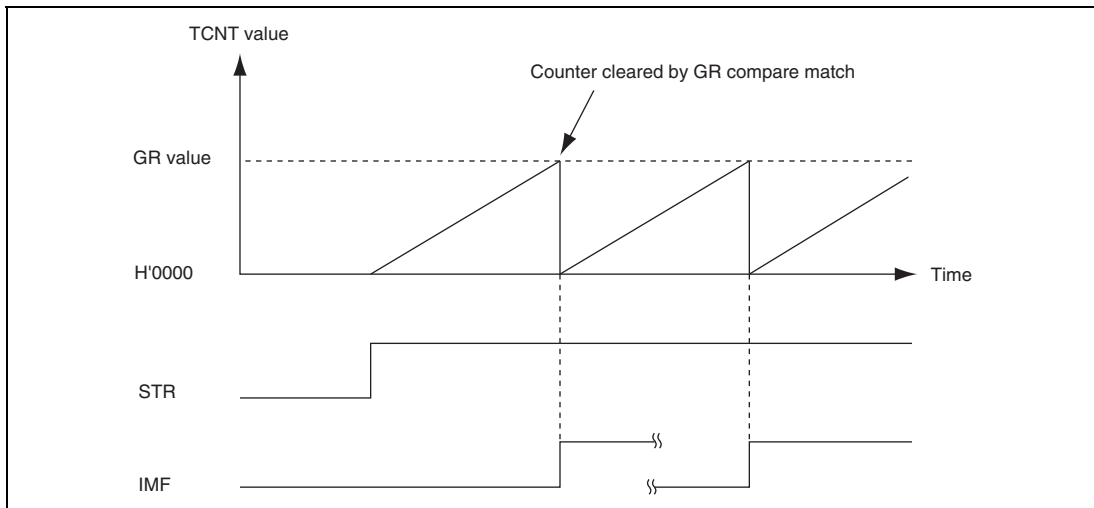 TCNT value
Counter cleared by GR compare match
GR value
H'0000
Time
STR
IMF